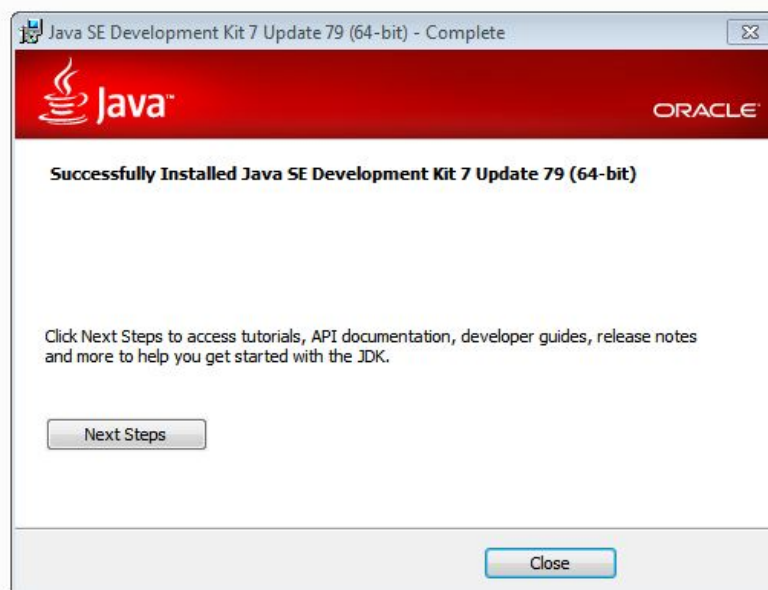 Java SE Development Kit 7 Update 79 (64-bit) - Complete
Java™
ORACLE®
Successfully Installed Java SE Development Kit 7 Update 79 (64-bit)
Click Next Steps to access tutorials, API documentation, developer guides, release notes
and more to help you get started with the JDK.
Next Steps
Close